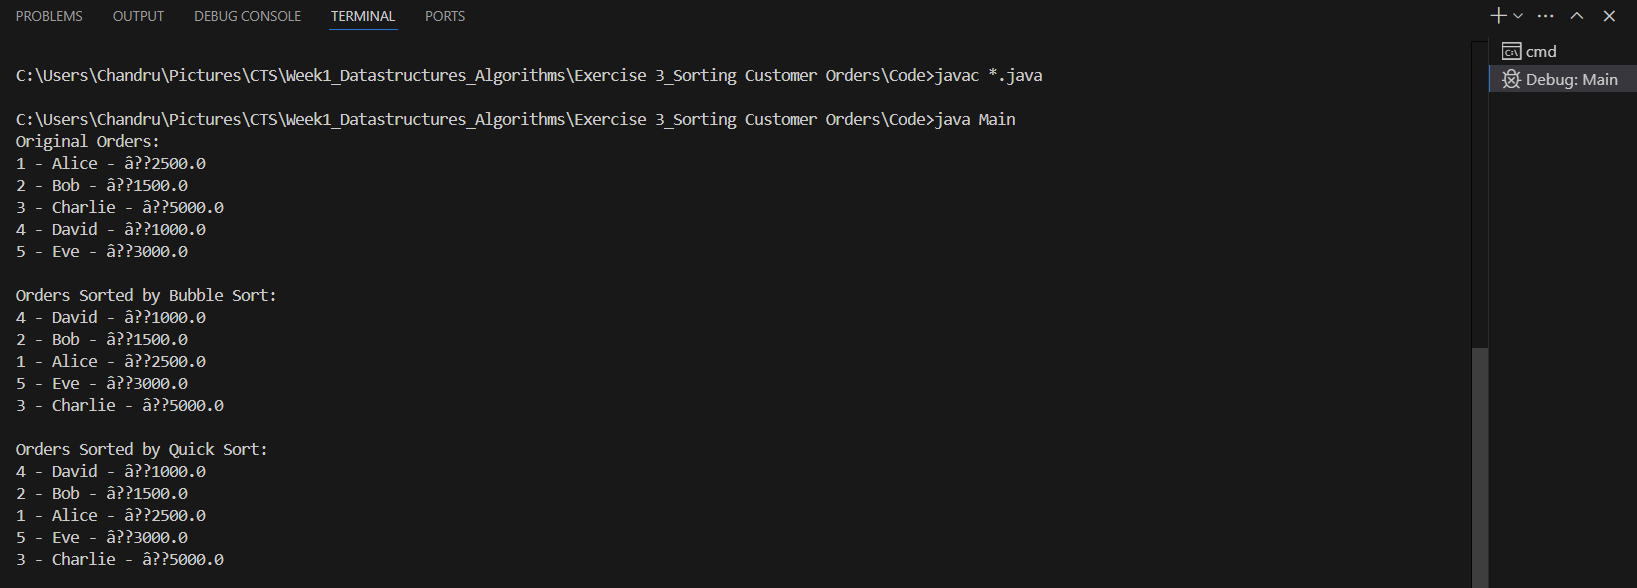 PROBLEMS OUTPUT DEBUG CONSOLE TERMINAL PORTS
C:\Users\Chandru\Pictures\CTS\Week1_Datastructures_Algorithms\Exercise 3_Sorting Customer Orders\Code>javac *.java
C:\Users\Chandru\Pictures\CTS\Week1_Datastructures_Algorithms\Exercise 3_Sorting Customer Orders\Code>java Main
Original Orders:
1 - Alice - â??2500.0
2 - Bob - â??1500.0
3 - Charlie - â??5000.0
4 - David - â??1000.0
5 - Eve - â??3000.0
Orders Sorted by Bubble Sort:
4 - David - â??1000.0
2 - Bob - â??1500.0
1 - Alice - â??2500.0
5 - Eve - â??3000.0
3 - Charlie - â??5000.0
Orders Sorted by Quick Sort:
4 - David - â??1000.0
2 - Bob - â??1500.0
1 - Alice - â??2500.0
5 - Eve - â??3000.0
3 - Charlie - â??5000.0
cmd
Debug: Main